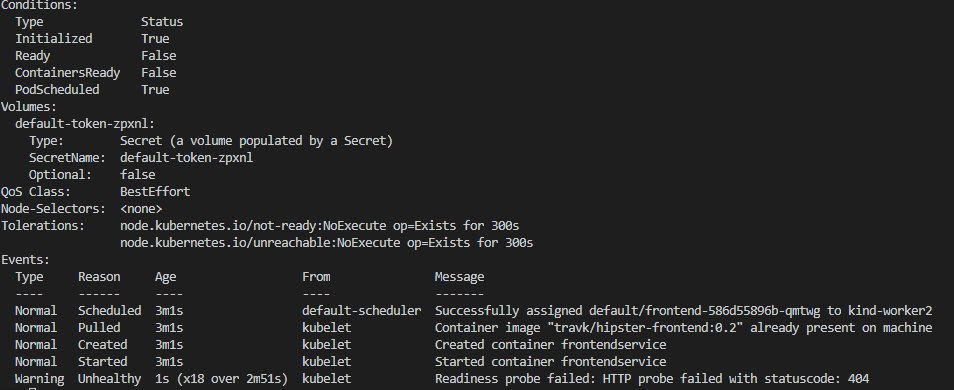 Conditions:
  Type              Status
  Initialized       True
  Ready             False
  ContainersReady   False
  PodScheduled      True
Volumes:
  default-token-zpxnl:
    Type:        Secret (a volume populated by a Secret)
    SecretName:  default-token-zpxnl
    Optional:    false
QoS Class:       BestEffort
Node-Selectors:  <none>
Tolerations:     node.kubernetes.io/not-ready:NoExecute op=Exists for 300s
                 node.kubernetes.io/unreachable:NoExecute op=Exists for 300s
Events:
  Type     Reason     Age                  From               Message
  ----     ------     ----                 ----               -------
  Normal   Scheduled  3m1s                 default-scheduler  Successfully assigned default/frontend-586d55896b-qmtwg to kind-worker2
  Normal   Pulled     3m1s                 kubelet            Container image "travk/hipster-frontend:0.2" already present on machine
  Normal   Created    3m1s                 kubelet            Created container frontendservice
  Normal   Started    3m1s                 kubelet            Started container frontendservice
  Warning  Unhealthy  1s (x18 over 2m51s)  kubelet            Readiness probe failed: HTTP probe failed with statuscode: 404